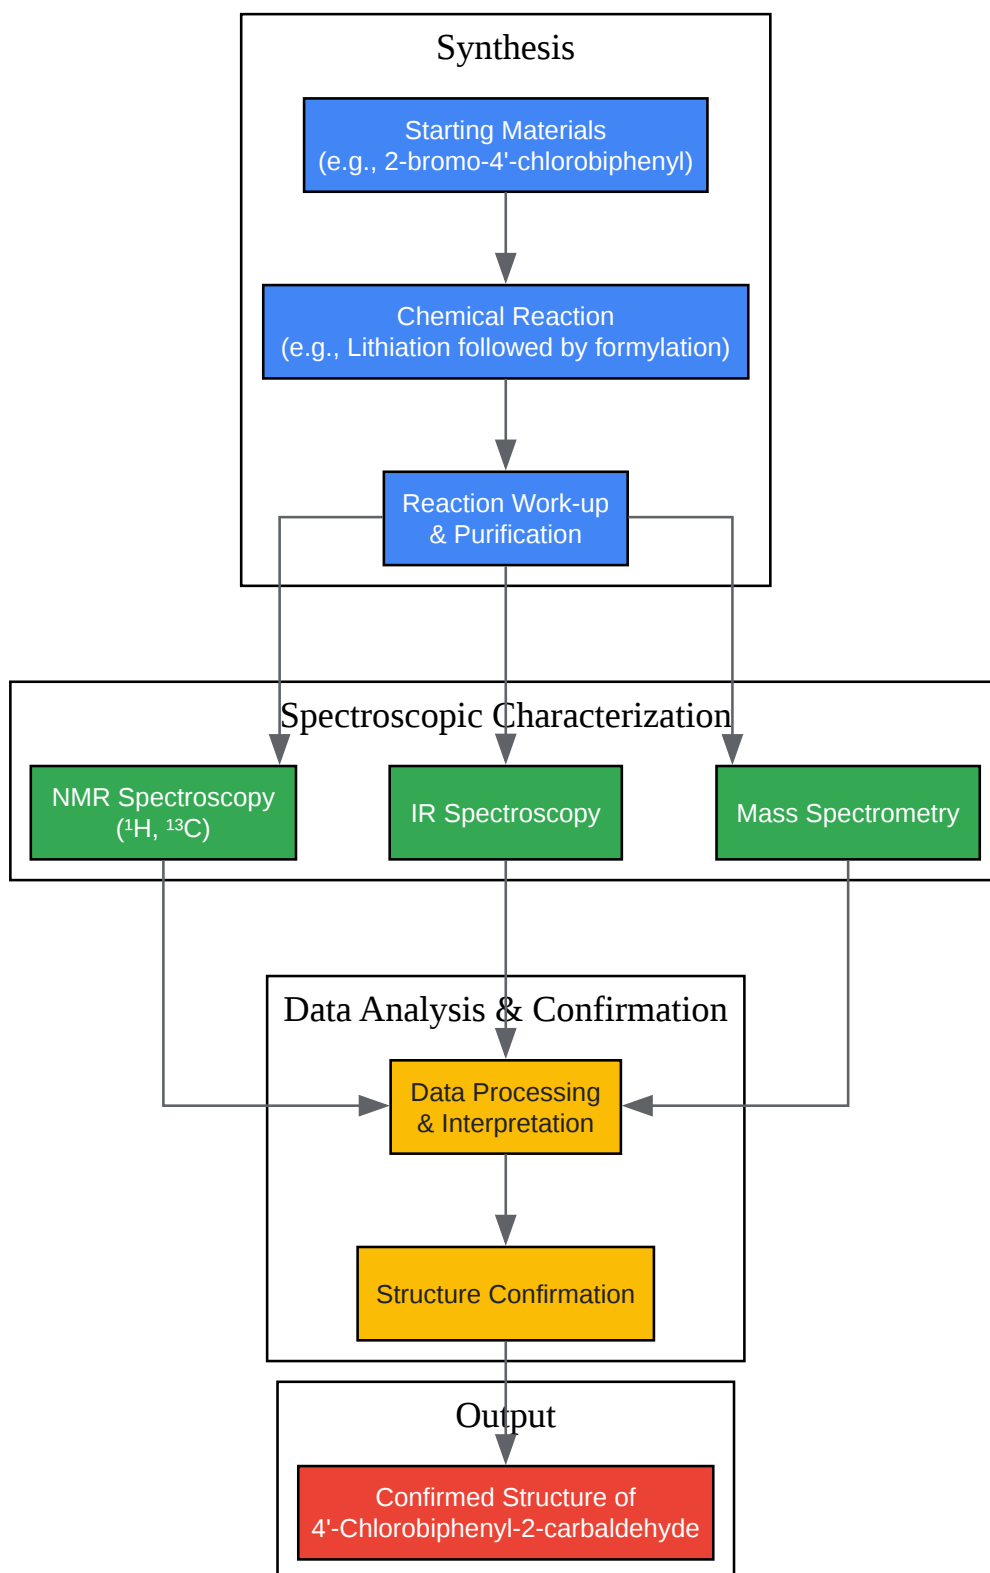 Synthesis
Starting Materials
(e.g., 2-bromo-4'-chlorobiphenyl)
Chemical Reaction
(e.g., Lithiation followed by formylation)
Reaction Work-up
& Purification
Spectroscopic Characterization
NMR Spectroscopy
(¹H, ¹³C)
IR Spectroscopy
Mass Spectrometry
Data Analysis & Confirmation
Data Processing
& Interpretation
Structure Confirmation
Output
Confirmed Structure of
4'-Chlorobiphenyl-2-carbaldehyde